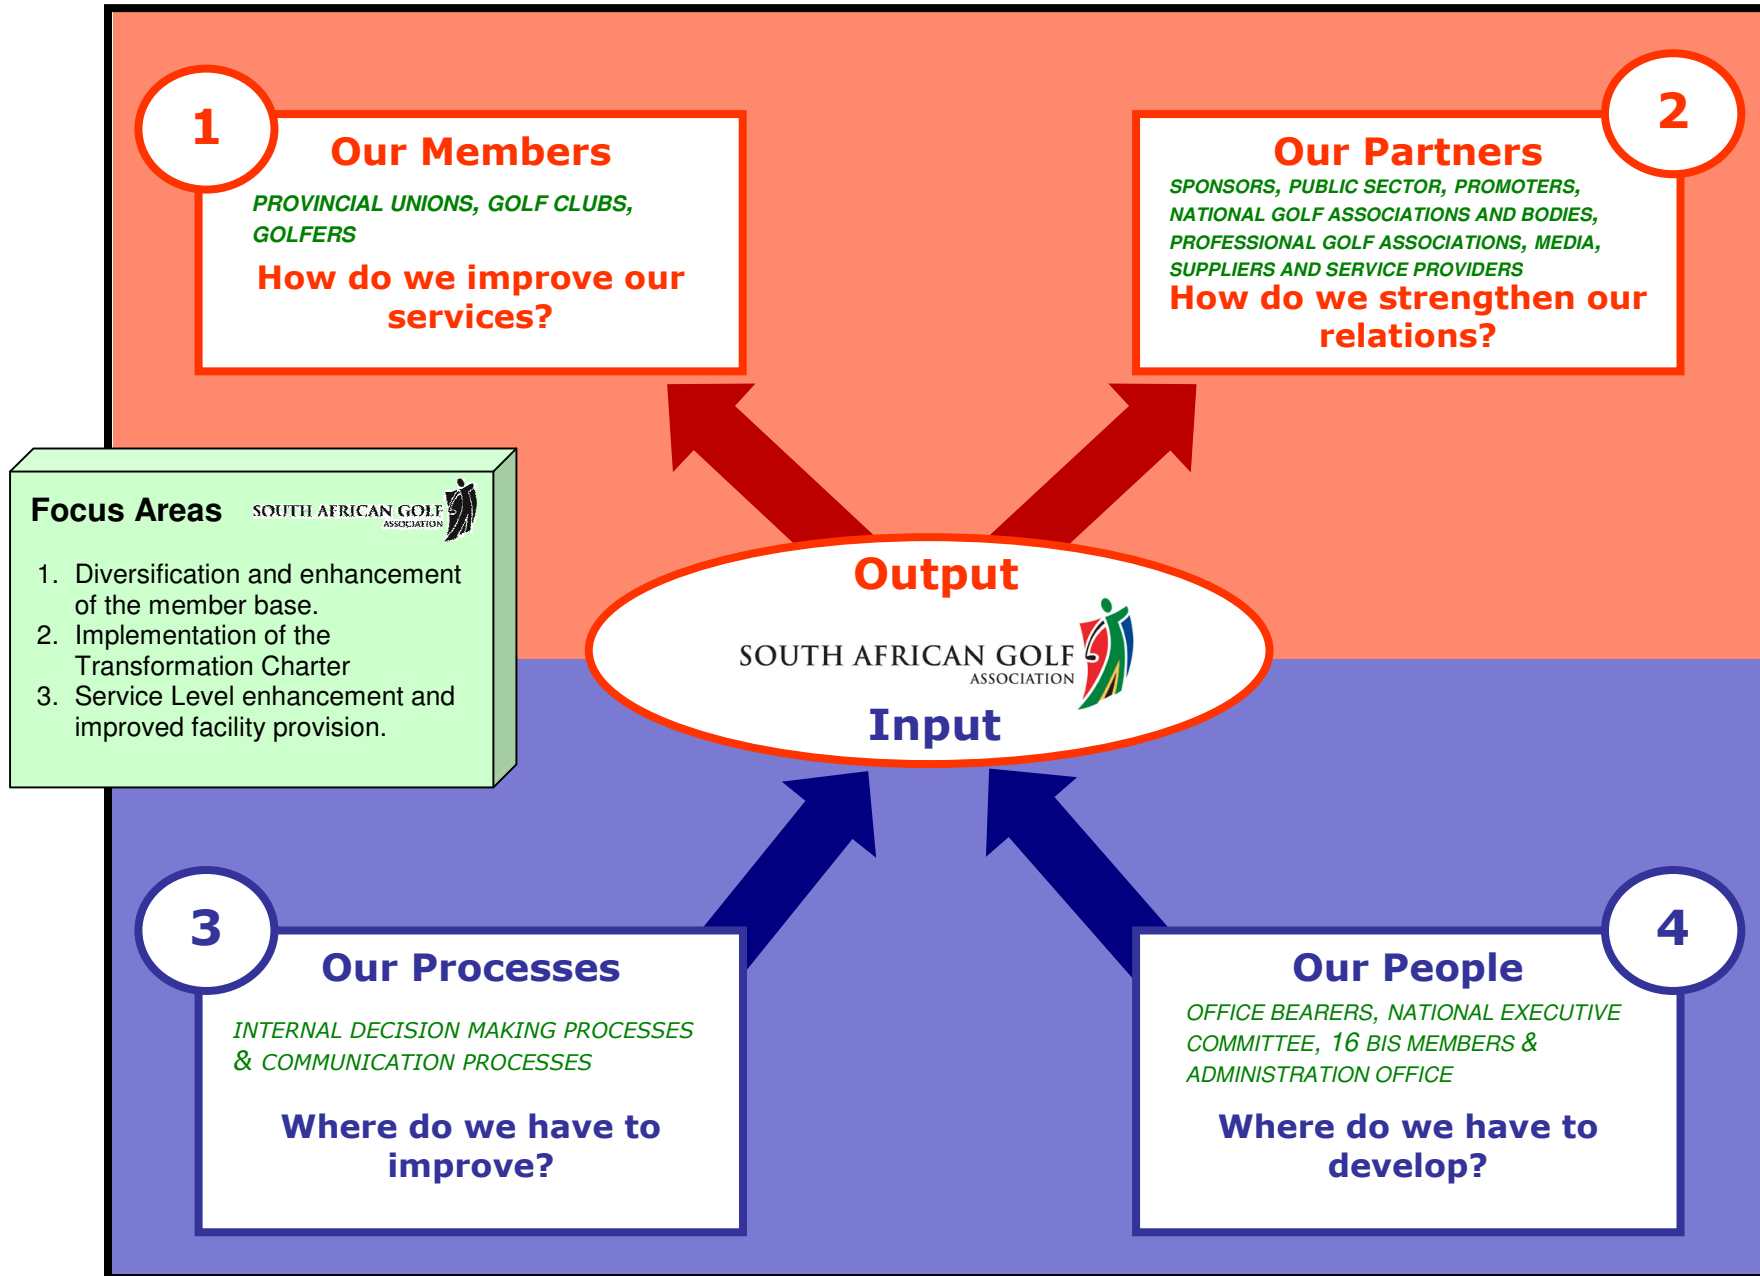 1
Our Members
PROVINCIAL UNIONS, GOLF CLUBS,
GOLFERS
How do we improve our
services?
2
Our Partners
SPONSORS, PUBLIC SECTOR, PROMOTERS,
NATIONAL GOLF ASSOCIATIONS AND BODIES,
PROFESSIONAL GOLF ASSOCIATIONS, MEDIA,
SUPPLIERS AND SERVICE PROVIDERS
How do we strengthen our
relations?
Focus Areas
SOUTH AFRICAN GOLF
ASSOCIATION
1. Diversification and enhancement
of the member base.
2. Implementation of the
Transformation Charter
3. Service Level enhancement and
improved facility provision.
Output
SOUTH AFRICAN GOLF
ASSOCIATION
Input
3
Our Processes
INTERNAL DECISION MAKING PROCESSES
& COMMUNICATION PROCESSES
Where do we have to
improve?
4
Our People
OFFICE BEARERS, NATIONAL EXECUTIVE
COMMITTEE, 16 BIS MEMBERS &
ADMINISTRATION OFFICE
Where do we have to
develop?